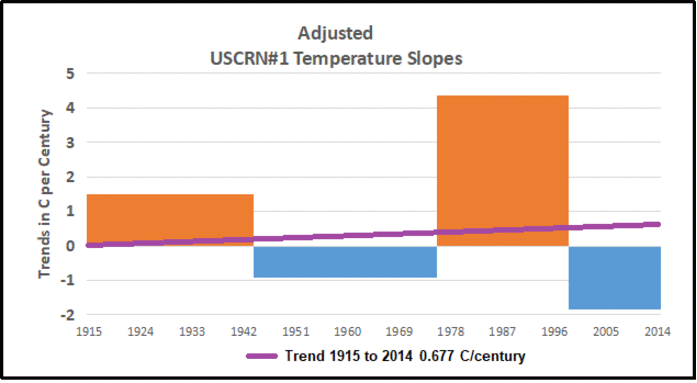 Adjusted
USCRN#1 Temperature Slopes
Trends in C per Century
5
4
3
2
1
0
-1
-2
1915 1924 1933 1942 1951 1960 1969 1978 1987 1996 2005 2014
Trend 1915 to 2014 0.677 C/century